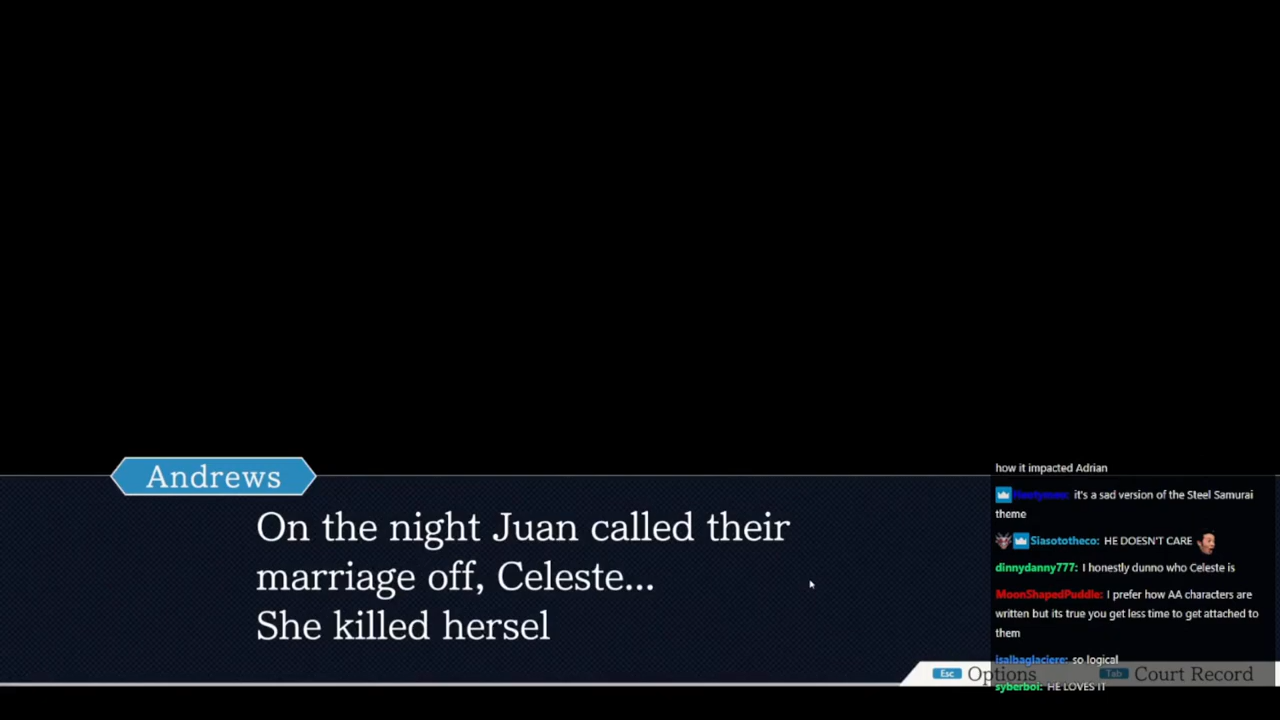 Andrews
On the night Juan called their
marriage off, Celeste...
She killed hersel
how it impacted Adrian
it's a sad version of the Steel Samurai
theme
Siasototheco: HE DOESN'T CARE
dinnydanny777: I honestly dunno who Celeste is
MoonShapedPuddle: I prefer how AA characters are
written but its true you get less time to get attached to
them
isalbaglaciere: so logical
Esc Options Tab Court Record
syberboi: HE LOVES IT